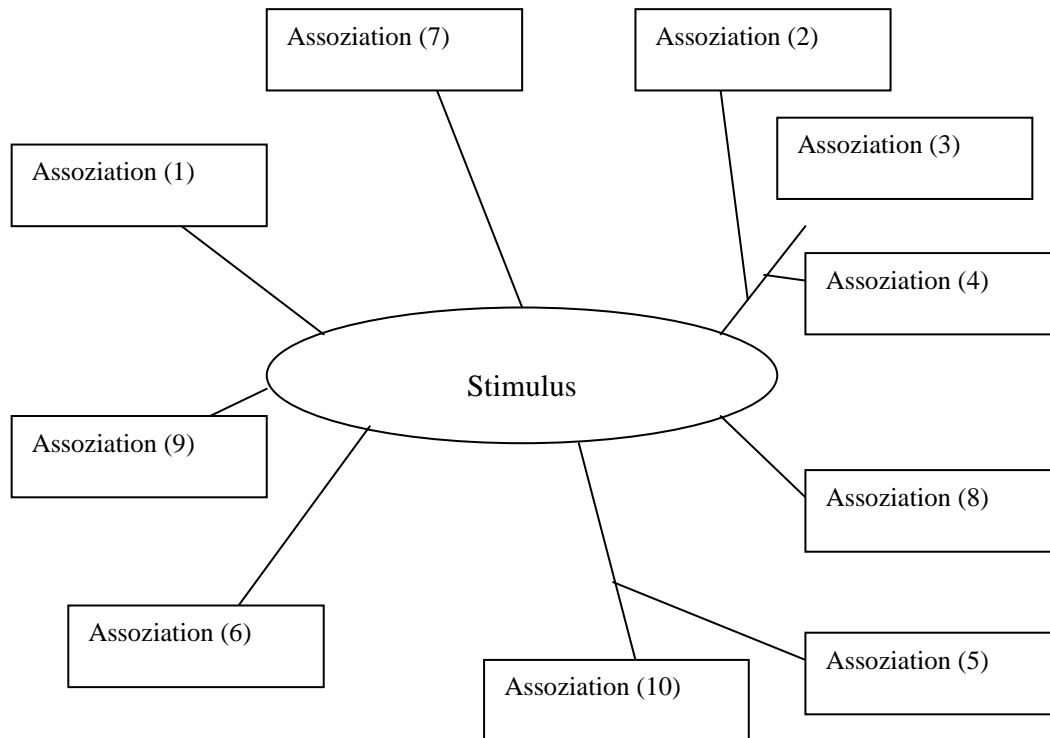 Assoziation (7)
Assoziation (2)
Assoziation (3)
Assoziation (1)
Assoziation (4)
Stimulus
Assoziation (9)
Assoziation (8)
Assoziation (6)
Assoziation (5)
Assoziation (10)